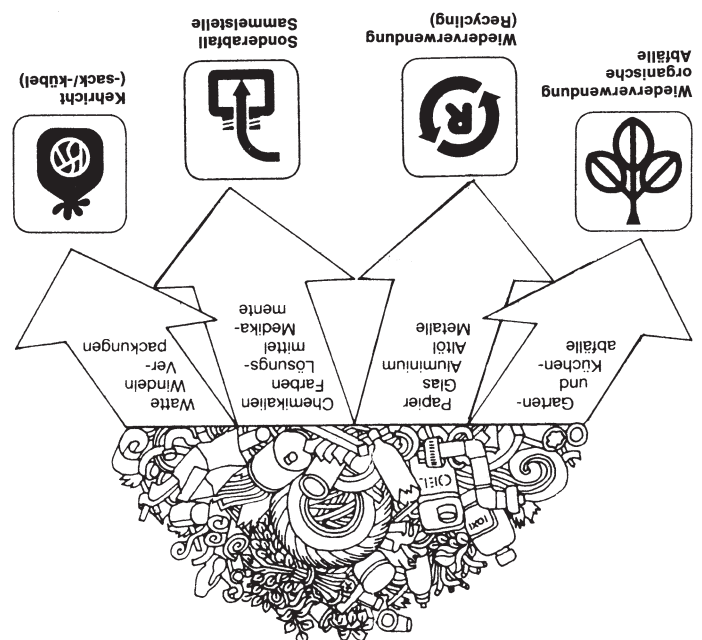 Garten-
und
Küchen-
abfälle
Papier
Glas
Aluminium
Altöl
Metalle
Chemikalien
Farben
Lösungs-
mittel
Medika-
mente
Watte
Windeln
Ver-
packungen
R
Wiederverwendung
organische
Abfälle
Wiederverwendung
(Recycling)
Sonderabfall
Sammelstelle
Kehricht
(-sack/-kübel)